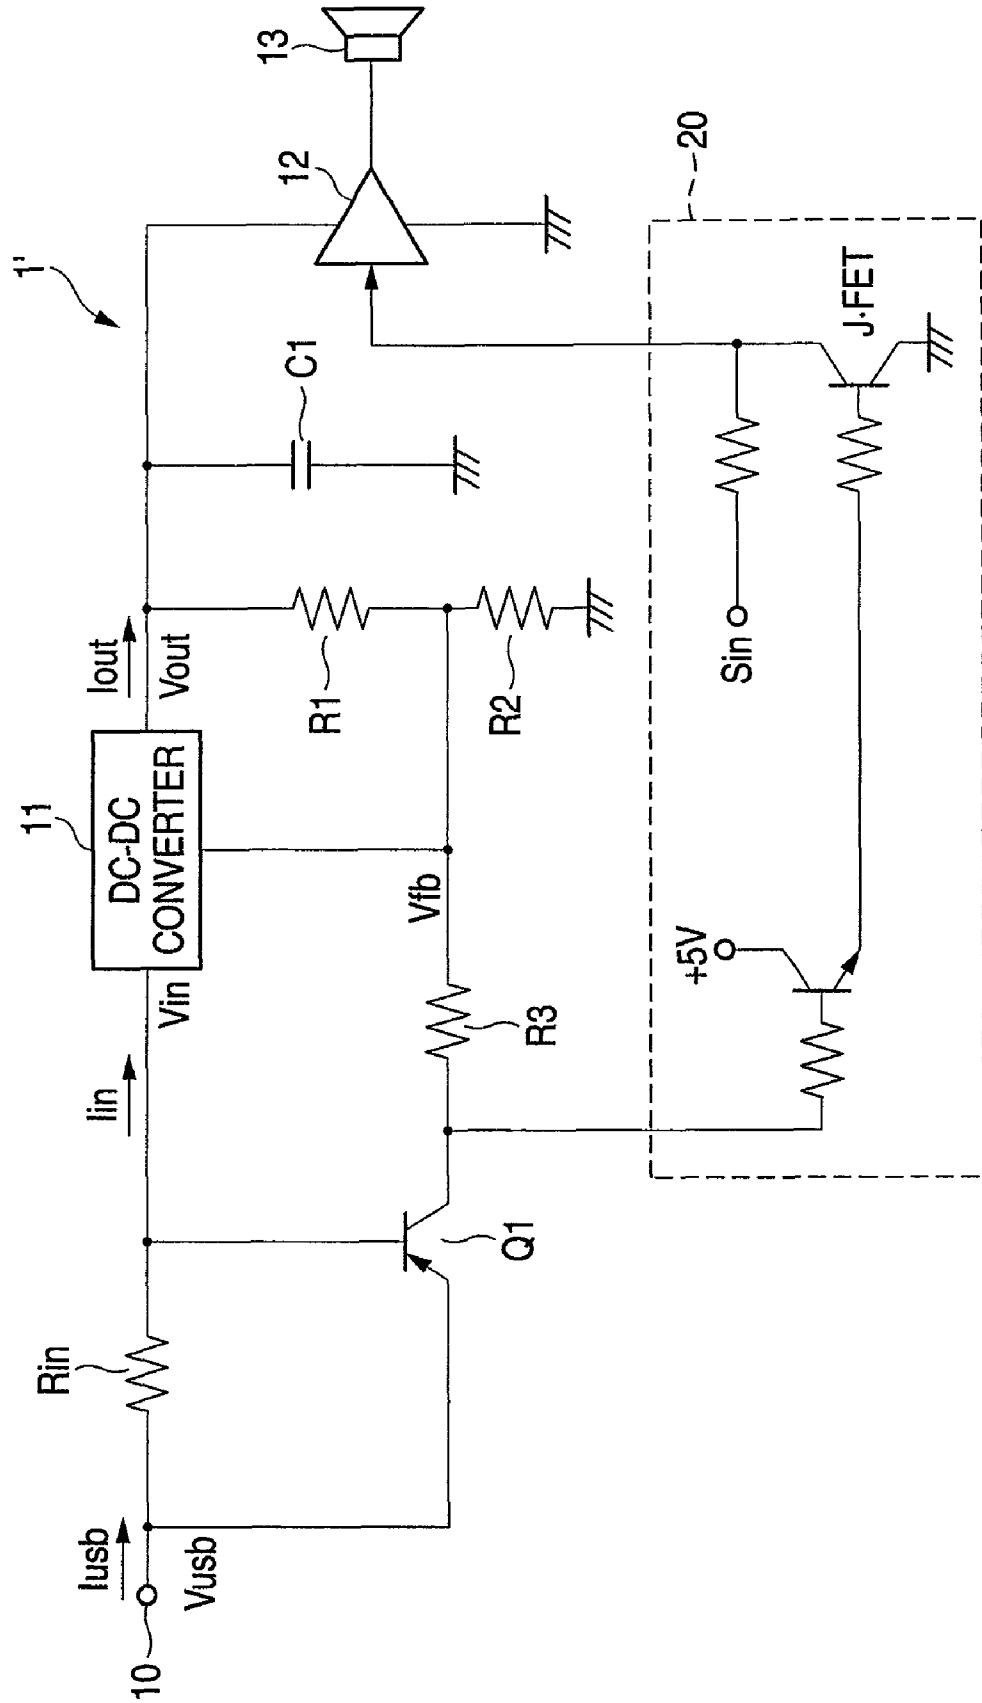 1'
10
Iusb
Vusb
Rin
Iin
Vin
11
DC-DC
CONVERTER
Iout
Vout
Q1
R3
Vfb
R1
R2
C1
12
13
20
+5V
Sin
J·FET